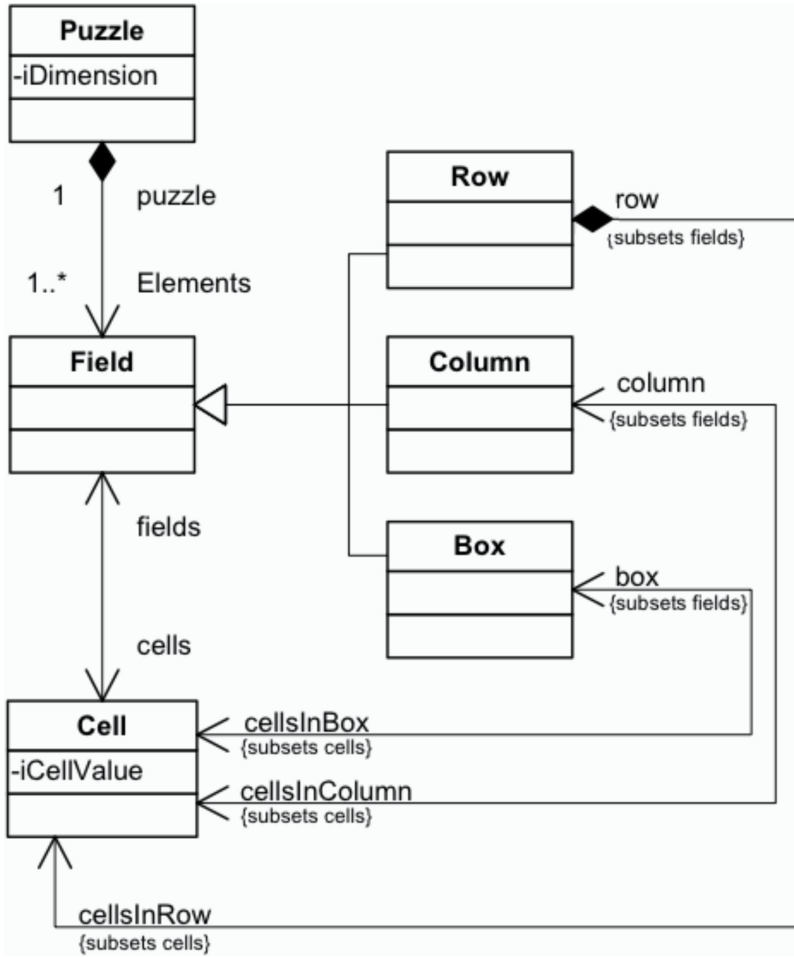 Puzzle
-iDimension
1 puzzle
1..* Elements
Field
fields
cells
Cell
-iCellValue
Row
row
{subsets fields}
Column
column
{subsets fields}
Box
box
{subsets fields}
cellsInBox
{subsets cells}
cellsInColumn
{subsets cells}
cellsInRow
{subsets cells}